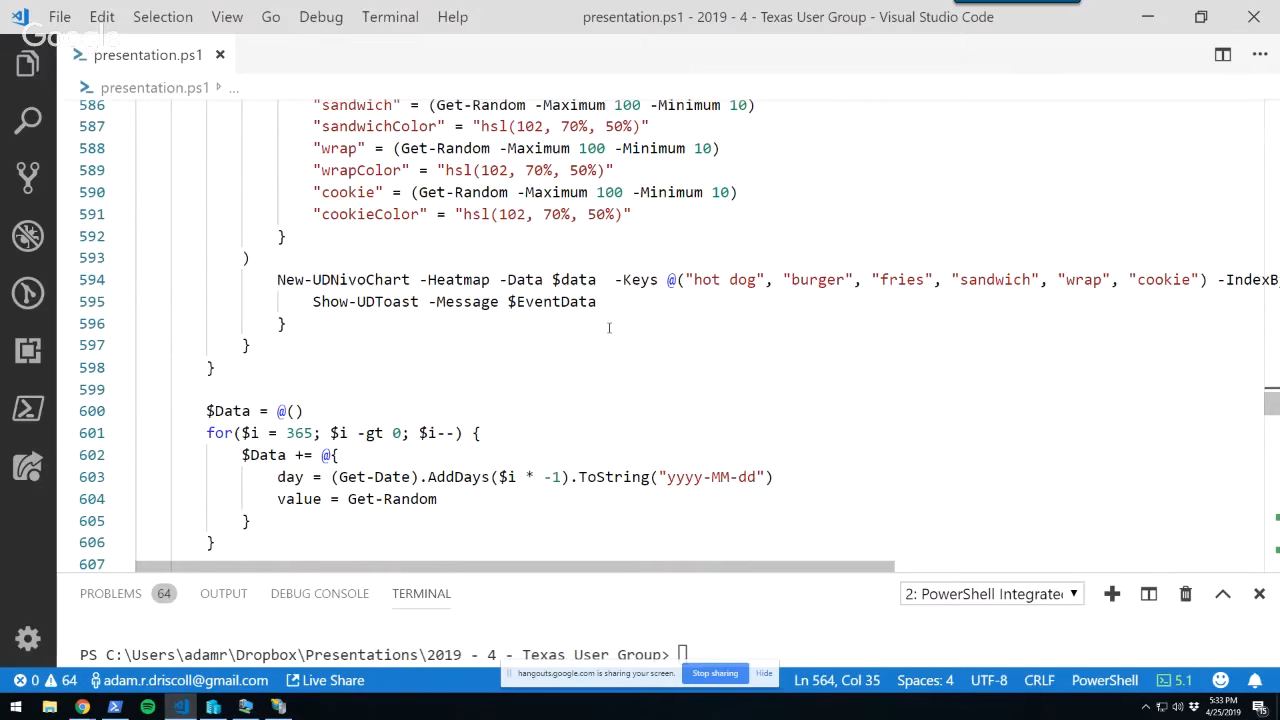 File Edit Selection View Go Debug Terminal Help presentation.ps1 - 2019 - 4 - Texas User Group - Visual Studio Code
Google
presentation.ps1
presentation.ps1 ...
586 "sandwich" = (Get-Random -Maximum 100 -Minimum 10)
587 "sandwichColor" = "hsl(102, 70%, 50%)"
588 "wrap" = (Get-Random -Maximum 100 -Minimum 10)
589 "wrapColor" = "hsl(102, 70%, 50%)"
590 "cookie" = (Get-Random -Maximum 100 -Minimum 10)
591 "cookieColor" = "hsl(102, 70%, 50%)"
592 }
593 )
594 New-UDNivoChart -Heatmap -Data $data -Keys @("hot dog", "burger", "fries", "sandwich", "wrap", "cookie") -IndexB
595 Show-UDToast -Message $EventData
596 }
597 }
598 }
599
600 $Data = @()
601 for($i = 365; $i -gt 0; $i--) {
602 $Data += @{
603 day = (Get-Date).AddDays($i * -1).ToString("yyyy-MM-dd")
604 value = Get-Random
605 }
606 }
607
PROBLEMS 64 OUTPUT DEBUG CONSOLE TERMINAL 2: PowerShell Integrate
PS C:\Users\adamr\Dropbox\Presentations\2019 - 4 - Texas User Group>
hangouts.google.com is sharing your screen. Stop sharing Hide
0 64 adam.r.driscoll@gmail.com Live Share Ln 564, Col 35 Spaces: 4 UTF-8 CRLF PowerShell 5.1
5:33 PM
4/25/2019
15